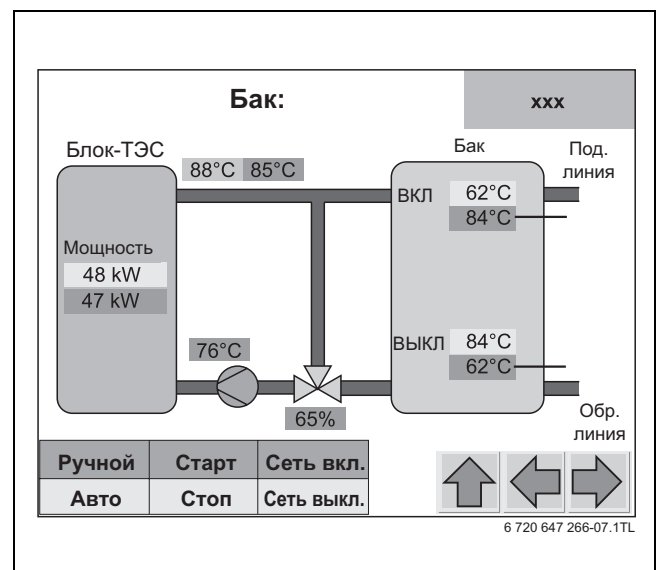 Бак:
xxx
Блок-ТЭС
88°C 85°C
Бак
Под.
линия
ВКЛ 62°C
84°C
Мощность
48 kW
47 kW
76°C
ВЫКЛ 84°C
62°C
65%
Обр.
линия
Ручной Старт Сеть вкл.
Авто Стоп Сеть выкл.
6 720 647 266-07.1TL